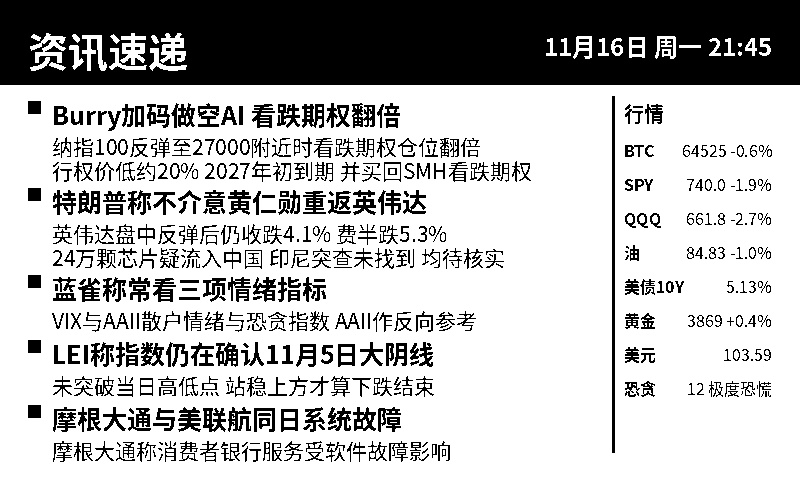 资讯速递
11月16日 周一 21:45
Burry加码做空AI 看跌期权翻倍
纳指100反弹至27000附近时看跌期权仓位翻倍
行权价低约20% 2027年初到期 并买回SMH看跌期权
特朗普称不介意黄仁勋重返英伟达
英伟达盘中反弹后仍收跌4.1% 费半跌5.3%
24万颗芯片疑流入中国 印尼突查未找到 均待核实
蓝雀称常看三项情绪指标
VIX与AAII散户情绪与恐贪指数 AAII作反向参考
LEI称指数仍在确认11月5日大阴线
未突破当日高低点 站稳上方才算下跌结束
摩根大通与美联航同日系统故障
摩根大通称消费者银行服务受软件故障影响
行情
BTC 64525 -0.6%
SPY 740.0 -1.9%
QQQ 661.8 -2.7%
油 84.83 -1.0%
美债10Y 5.13%
黄金 3869 +0.4%
美元 103.59
恐贪 12 极度恐慌